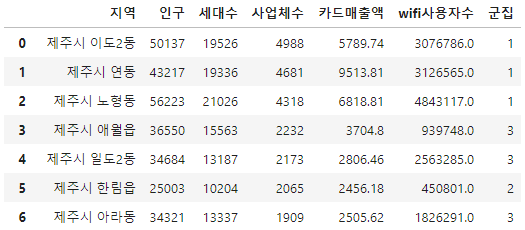 지역 인구 세대수 사업체수 카드매출액 wifi사용자수 군집
0 제주시 이도2동 50137 19526 4988 5789.74 3076786.0 1
1 제주시 연동 43217 19336 4681 9513.81 3126565.0 1
2 제주시 노형동 56223 21026 4318 6818.81 4843117.0 1
3 제주시 애월읍 36550 15563 2232 3704.8 939748.0 3
4 제주시 일도2동 34684 13187 2173 2806.46 2563285.0 3
5 제주시 한림읍 25003 10204 2065 2456.18 450801.0 2
6 제주시 아라동 34321 13337 1909 2505.62 1826291.0 3